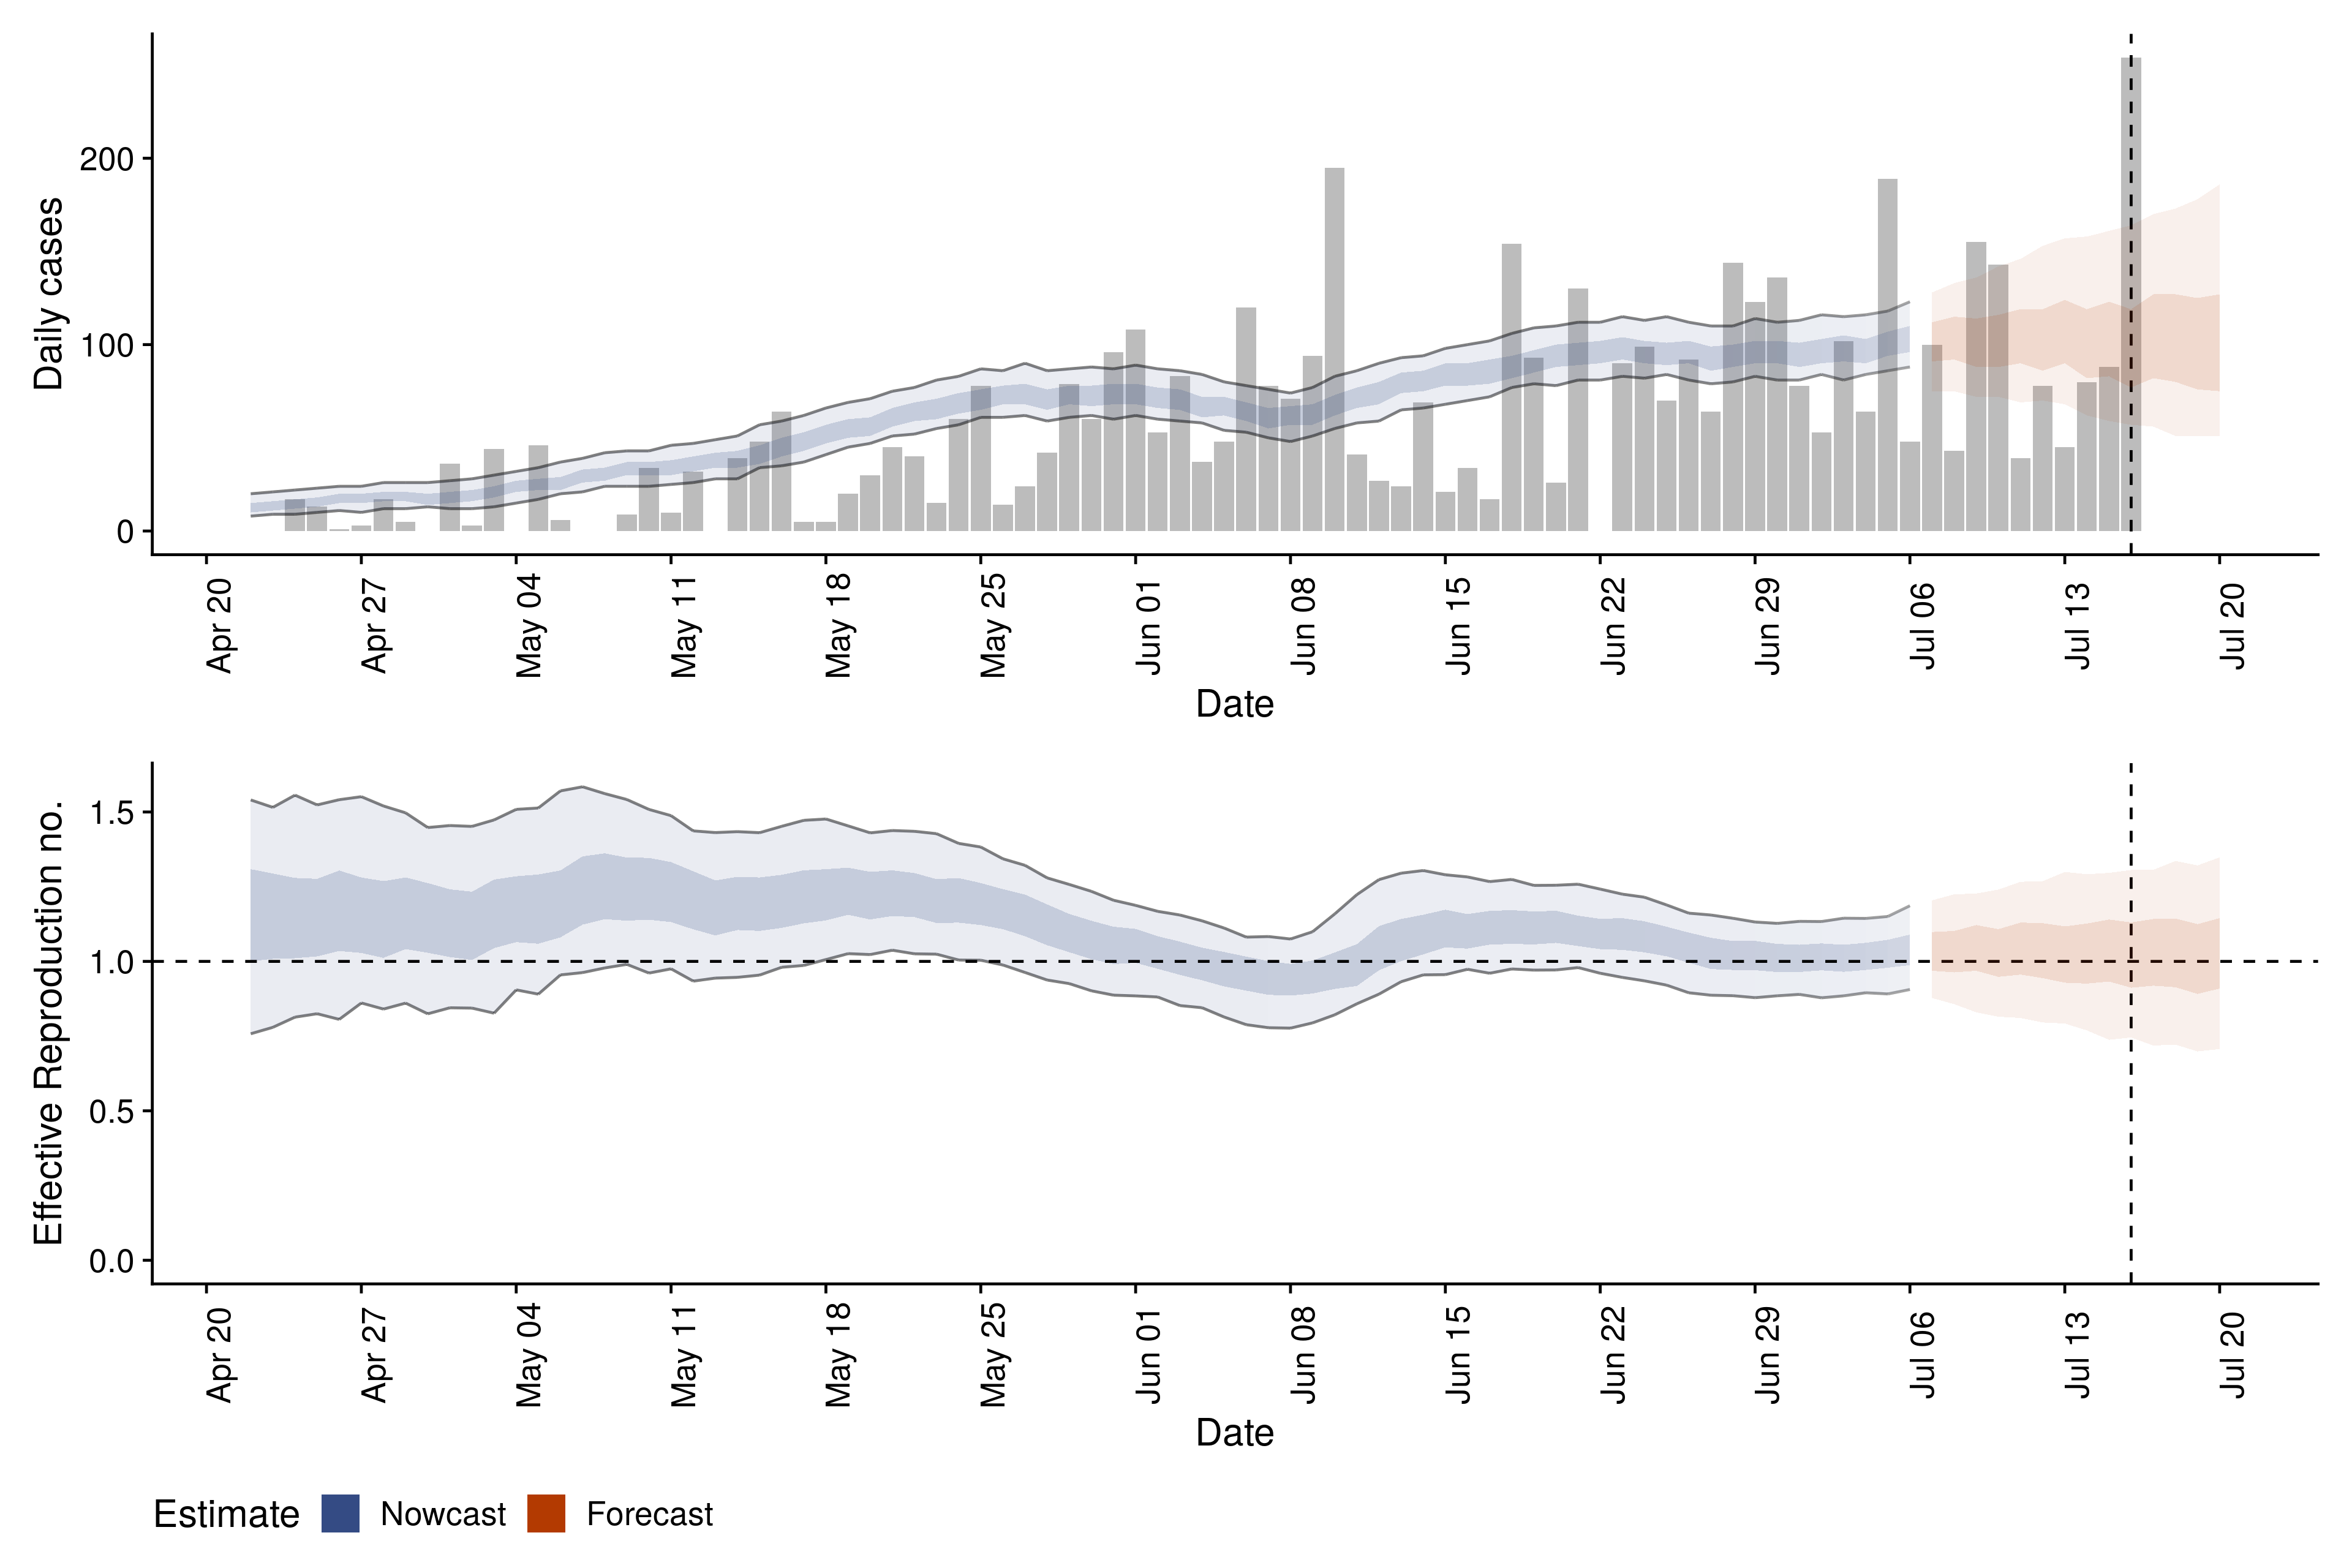 Daily cases
200
100
0
Apr 20
Apr 27
May 04
May 11
May 18
May 25
Jun 01
Jun 08
Jun 15
Jun 22
Jun 29
Jul 06
Jul 13
Jul 20
Date
Effective Reproduction no.
1.5
1.0
0.5
0.0
Apr 20
Apr 27
May 04
May 11
May 18
May 25
Jun 01
Jun 08
Jun 15
Jun 22
Jun 29
Jul 06
Jul 13
Jul 20
Date
Estimate Nowcast Forecast